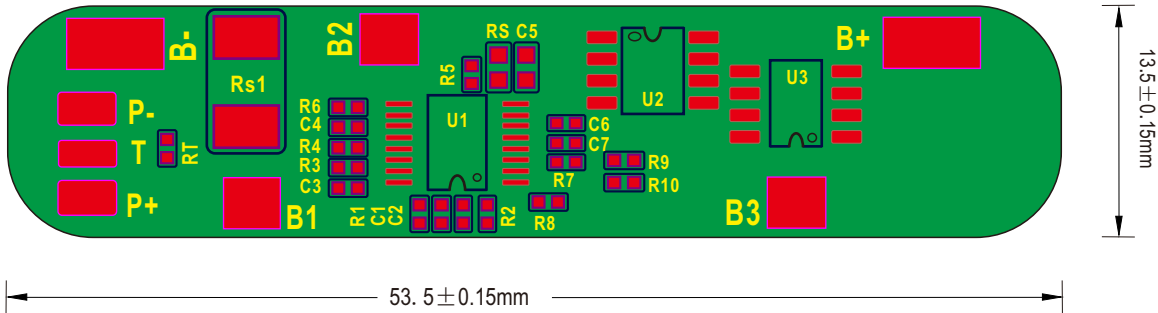 B-
B2
RS C5
B+
Rs1
R5
U1
U2
U3
P-
T
P+
RT
R6
C4
R4
R3
C3
B1
R1
C1
C2
R2
C6
C7
R7
R8
R9
R10
B3
13.5±0.15mm
53.5±0.15mm